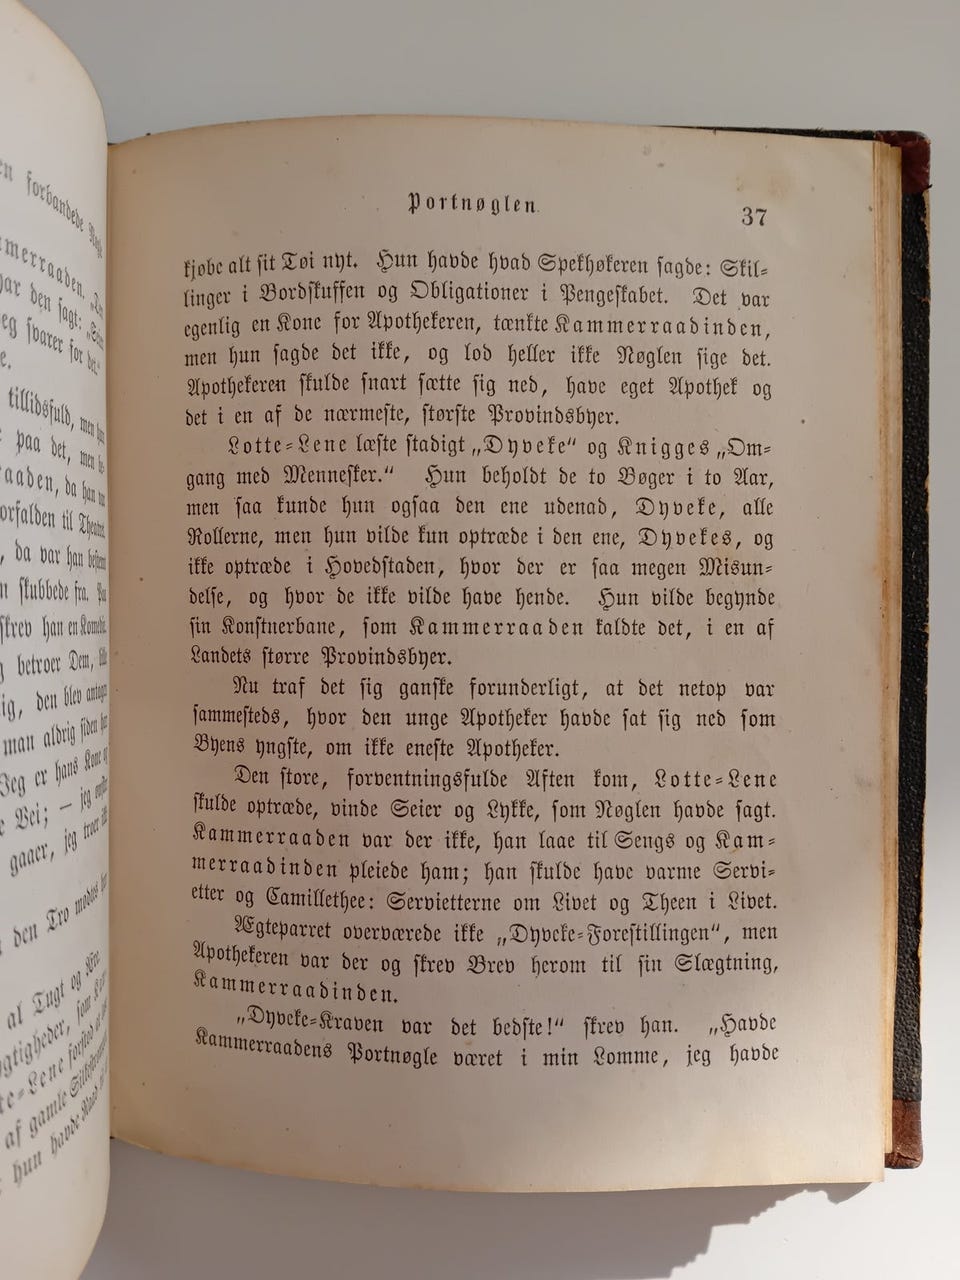 Portnøglen.
37
kjøbe alt sit Tøi nyt. Hun havde hvad Spekhøkeren sagde: Skil-
linger i Bordskuffen og Obligationer i Pengeskabet. Det var
egenlig en Kone for Apothekeren, tænkte Kammerraadinden,
men hun sagde det ikke, og lod heller ikke Nøglen sige det.
Apothekeren skulde snart sætte sig ned, have eget Apothek og
det i en af de nærmeste, største Provindsbyer.
Lotte-Lene læste stadigt „Dyveke“ og Knigges „Om-
gang med Mennesker.“ Hun beholdt de to Bøger i to Aar,
men saa kunde hun ogsaa den ene udenad, Dyveke, alle
Rollerne, men hun vilde kun optræde i den ene, Dyvekes, og
ikke optræde i Hovedstaden, hvor der er saa megen Misun-
delse, og hvor de ikke vilde have hende. Hun vilde begynde
sin Konstnerbane, som Kammerraaden kaldte det, i en af
Landets større Provindsbyer.
Nu traf det sig ganske forunderligt, at det netop var
sammesteds, hvor den unge Apotheker havde sat sig ned som
Byens yngste, om ikke eneste Apotheker.
Den store, forventningsfulde Aften kom, Lotte-Lene
skulde optræde, vinde Seier og Lykke, som Nøglen havde sagt.
Kammerraaden var der ikke, han laae til Sengs og Kam-
merraadinden pleiede ham; han skulde have varme Servi-
etter og Camillethee: Servietterne om Livet og Theen i Livet.
Ægteparret overværede ikke „Dyveke-Forestillingen“, men
Apothekeren var der og skrev Brev herom til sin Slægtning,
Kammerraadinden.
„Dyveke-Kraven var det bedste!“ skrev han. „Havde
Kammerraadens Portnøgle været i min Lomme, jeg havde